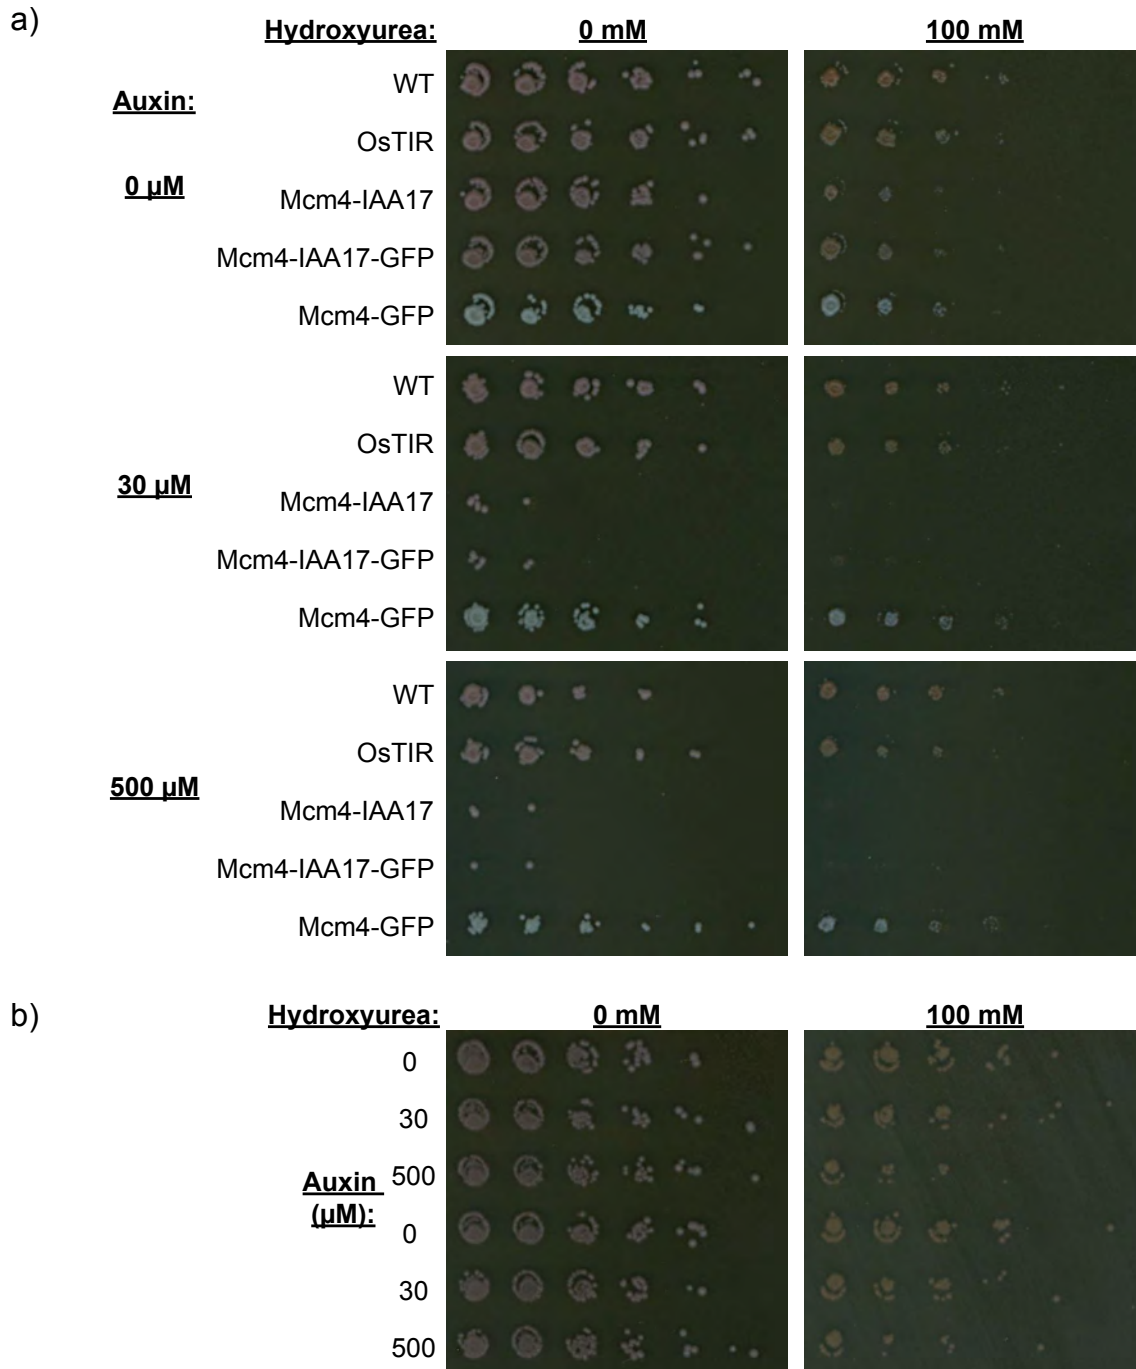 a)
Hydroxyurea: 0 mM 100 mM
WT
Auxin:
OsTIR
0 µM
Mcm4-IAA17
Mcm4-IAA17-GFP
Mcm4-GFP
WT
OsTIR
30 µM
Mcm4-IAA17
Mcm4-IAA17-GFP
Mcm4-GFP
WT
OsTIR
500 µM
Mcm4-IAA17
Mcm4-IAA17-GFP
Mcm4-GFP
b)
Hydroxyurea: 0 mM 100 mM
0
30
500
Auxin
(µM):
0
30
500